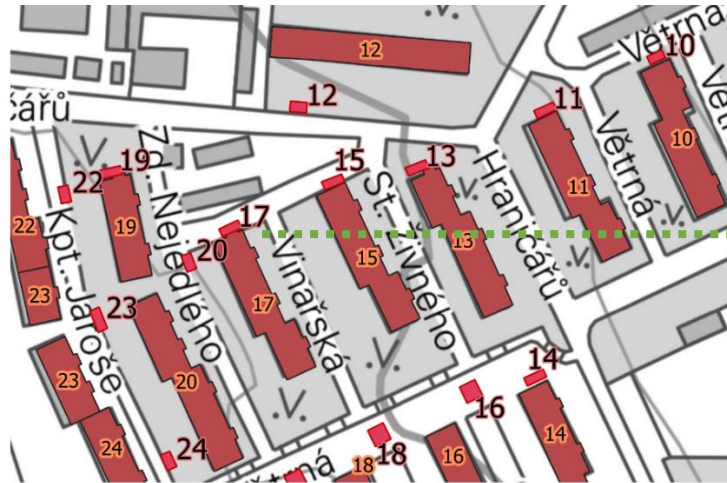 Větrná
10
12
12
11
čářů
Větrná
Vět
10
15
13
19
22
Zd. Nejedlého
St. Živného
Hraničářů
11
17
22
19
20
13
15
Kpt. Jaroše
Vinařská
23
17
23
20
14
23
16
24
24
18
16
14
18
trná